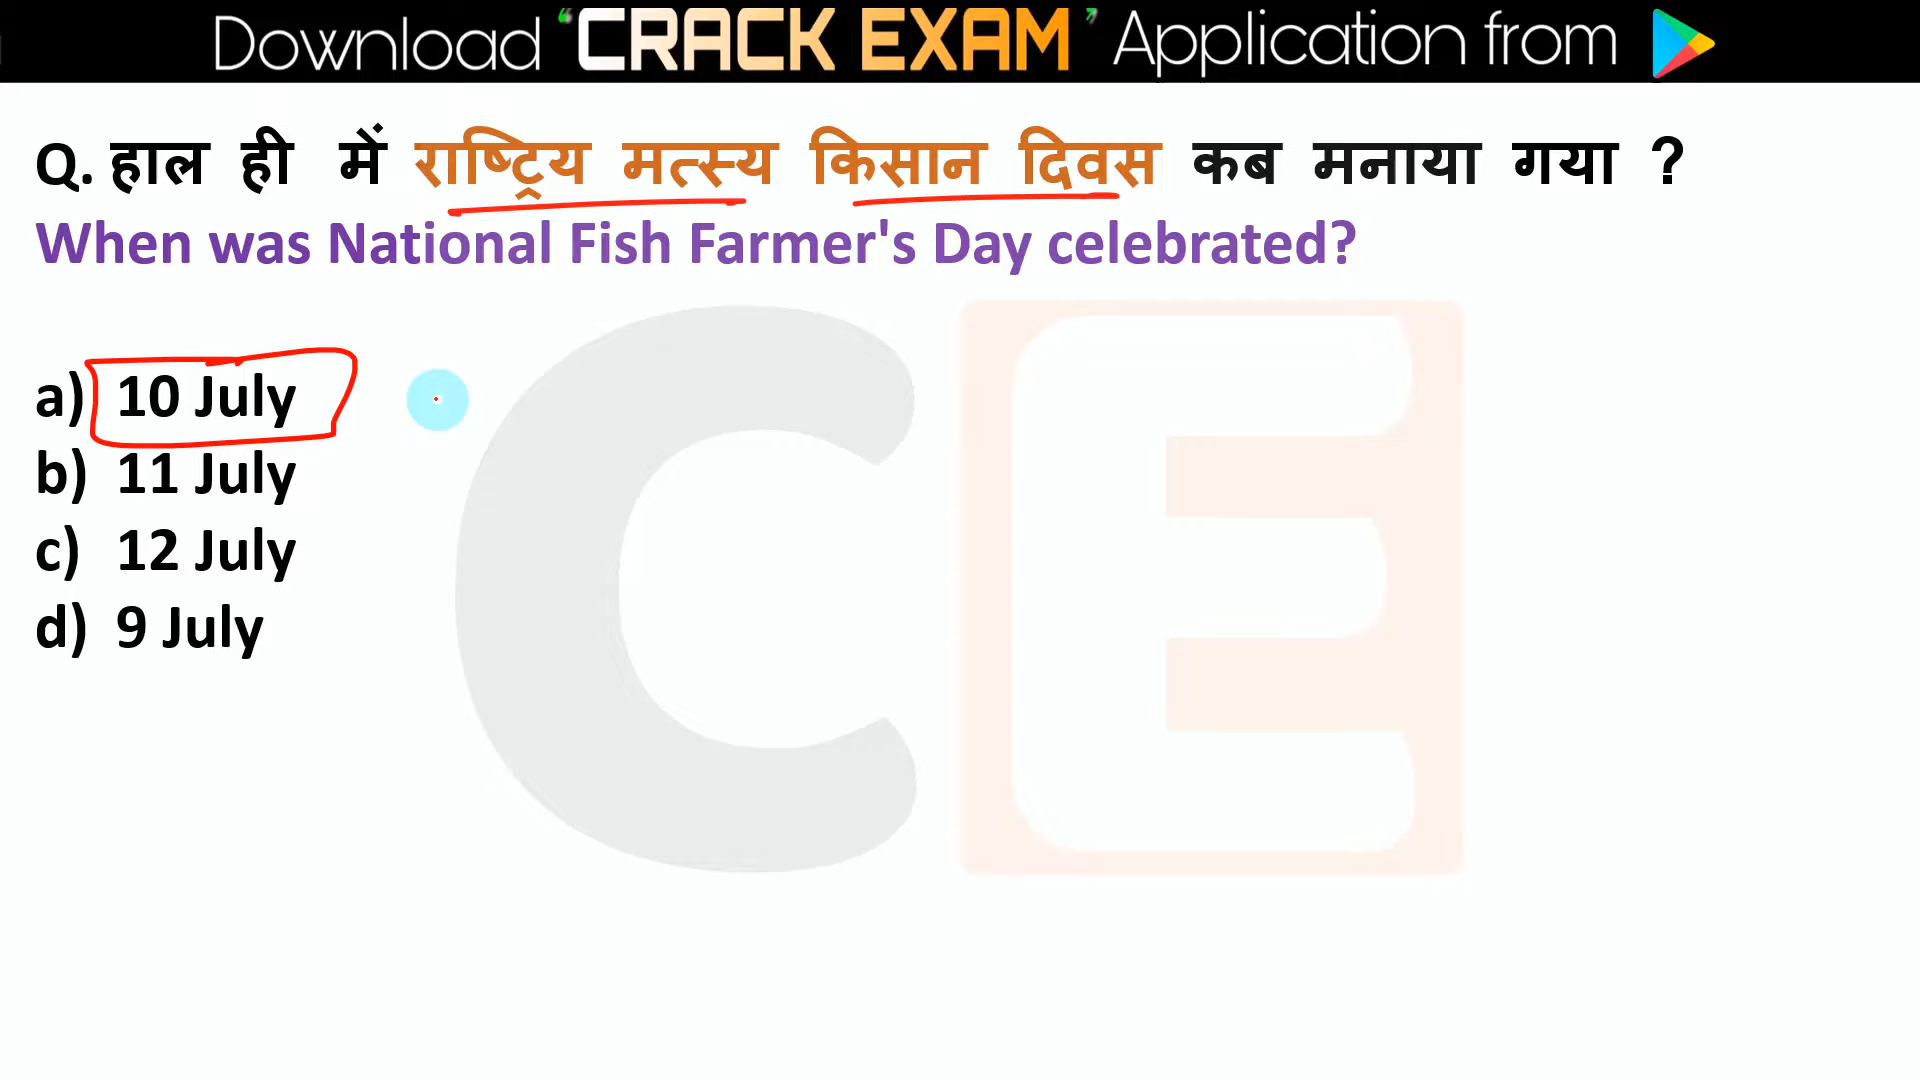 Download ‘CRACK EXAM’ Application from
Q. हाल ही में राष्ट्रिय मत्स्य किसान दिवस कब मनाया गया ?
When was National Fish Farmer's Day celebrated?
a) 10 July
b) 11 July
c) 12 July
d) 9 July
CE